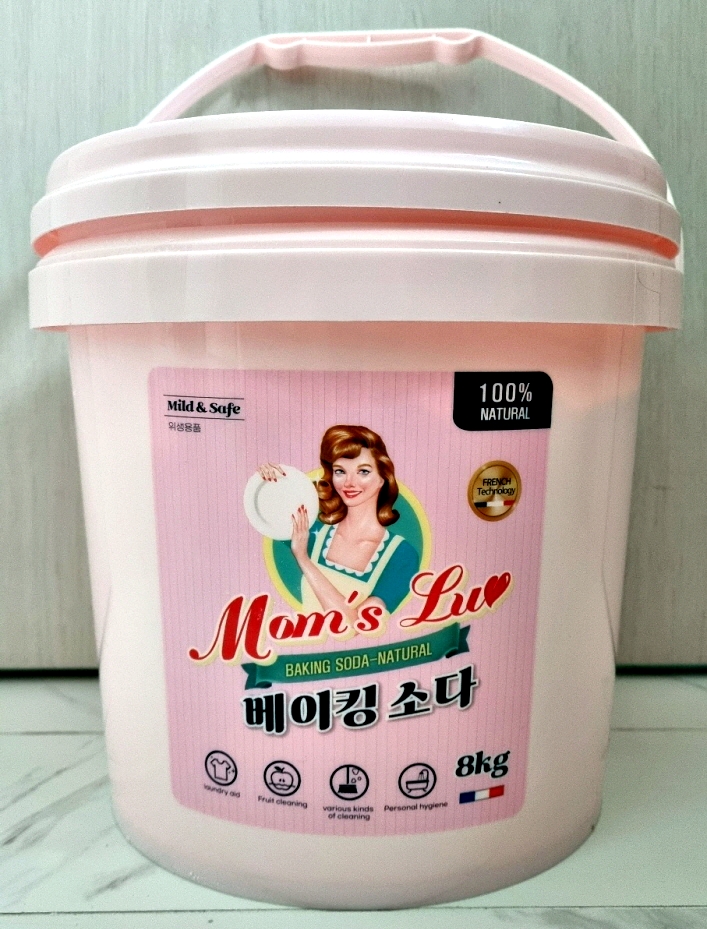 Mild & Safe
위생용품
100%
NATURAL
FRENCH
Technology
Mom's Luv
BAKING SODA-NATURAL
베이킹 소다
laundry aid
Fruit cleaning
various kinds
of cleaning
Personal hygiene
8kg